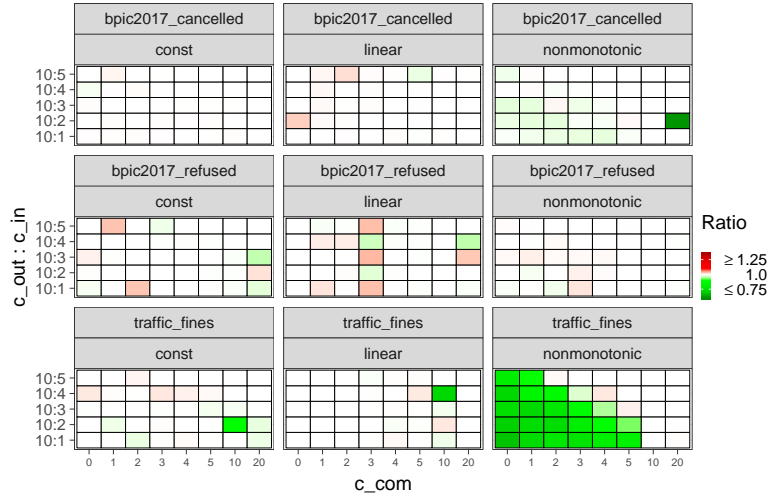 bpic2017_cancelled bpic2017_cancelled bpic2017_cancelled
const linear nonmonotonic
10:5
10:4
10:3
10:2
10:1
bpic2017_refused bpic2017_refused bpic2017_refused
const linear nonmonotonic
10:5
10:4
10:3
10:2
10:1
traffic_fines traffic_fines traffic_fines
const linear nonmonotonic
10:5
10:4
10:3
10:2
10:1
0 1 2 3 4 5 10 20 0 1 2 3 4 5 10 20 0 1 2 3 4 5 10 20
c_com
c_out : c_in
Ratio
≥ 1.25
1.0
≤ 0.75